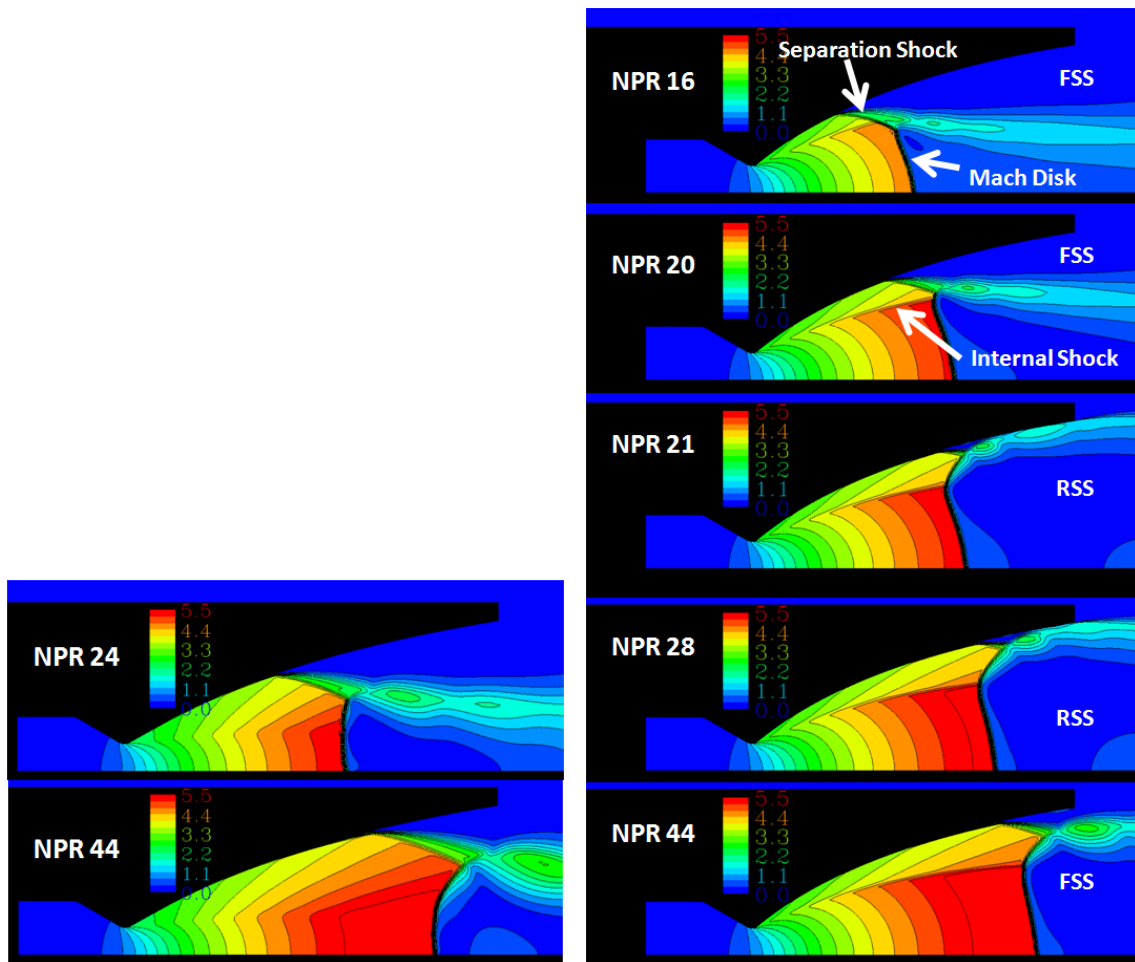 NPR 16
5.5
4.4
3.3
2.2
1.1
0.0
Separation Shock
FSS
Mach Disk
NPR 20
5.5
4.4
3.3
2.2
1.1
0.0
FSS
Internal Shock
NPR 21
5.5
4.4
3.3
2.2
1.1
0.0
RSS
NPR 24
5.5
4.4
3.3
2.2
1.1
0.0
NPR 28
5.5
4.4
3.3
2.2
1.1
0.0
RSS
NPR 44
5.5
4.4
3.3
2.2
1.1
0.0
NPR 44
5.5
4.4
3.3
2.2
1.1
0.0
FSS